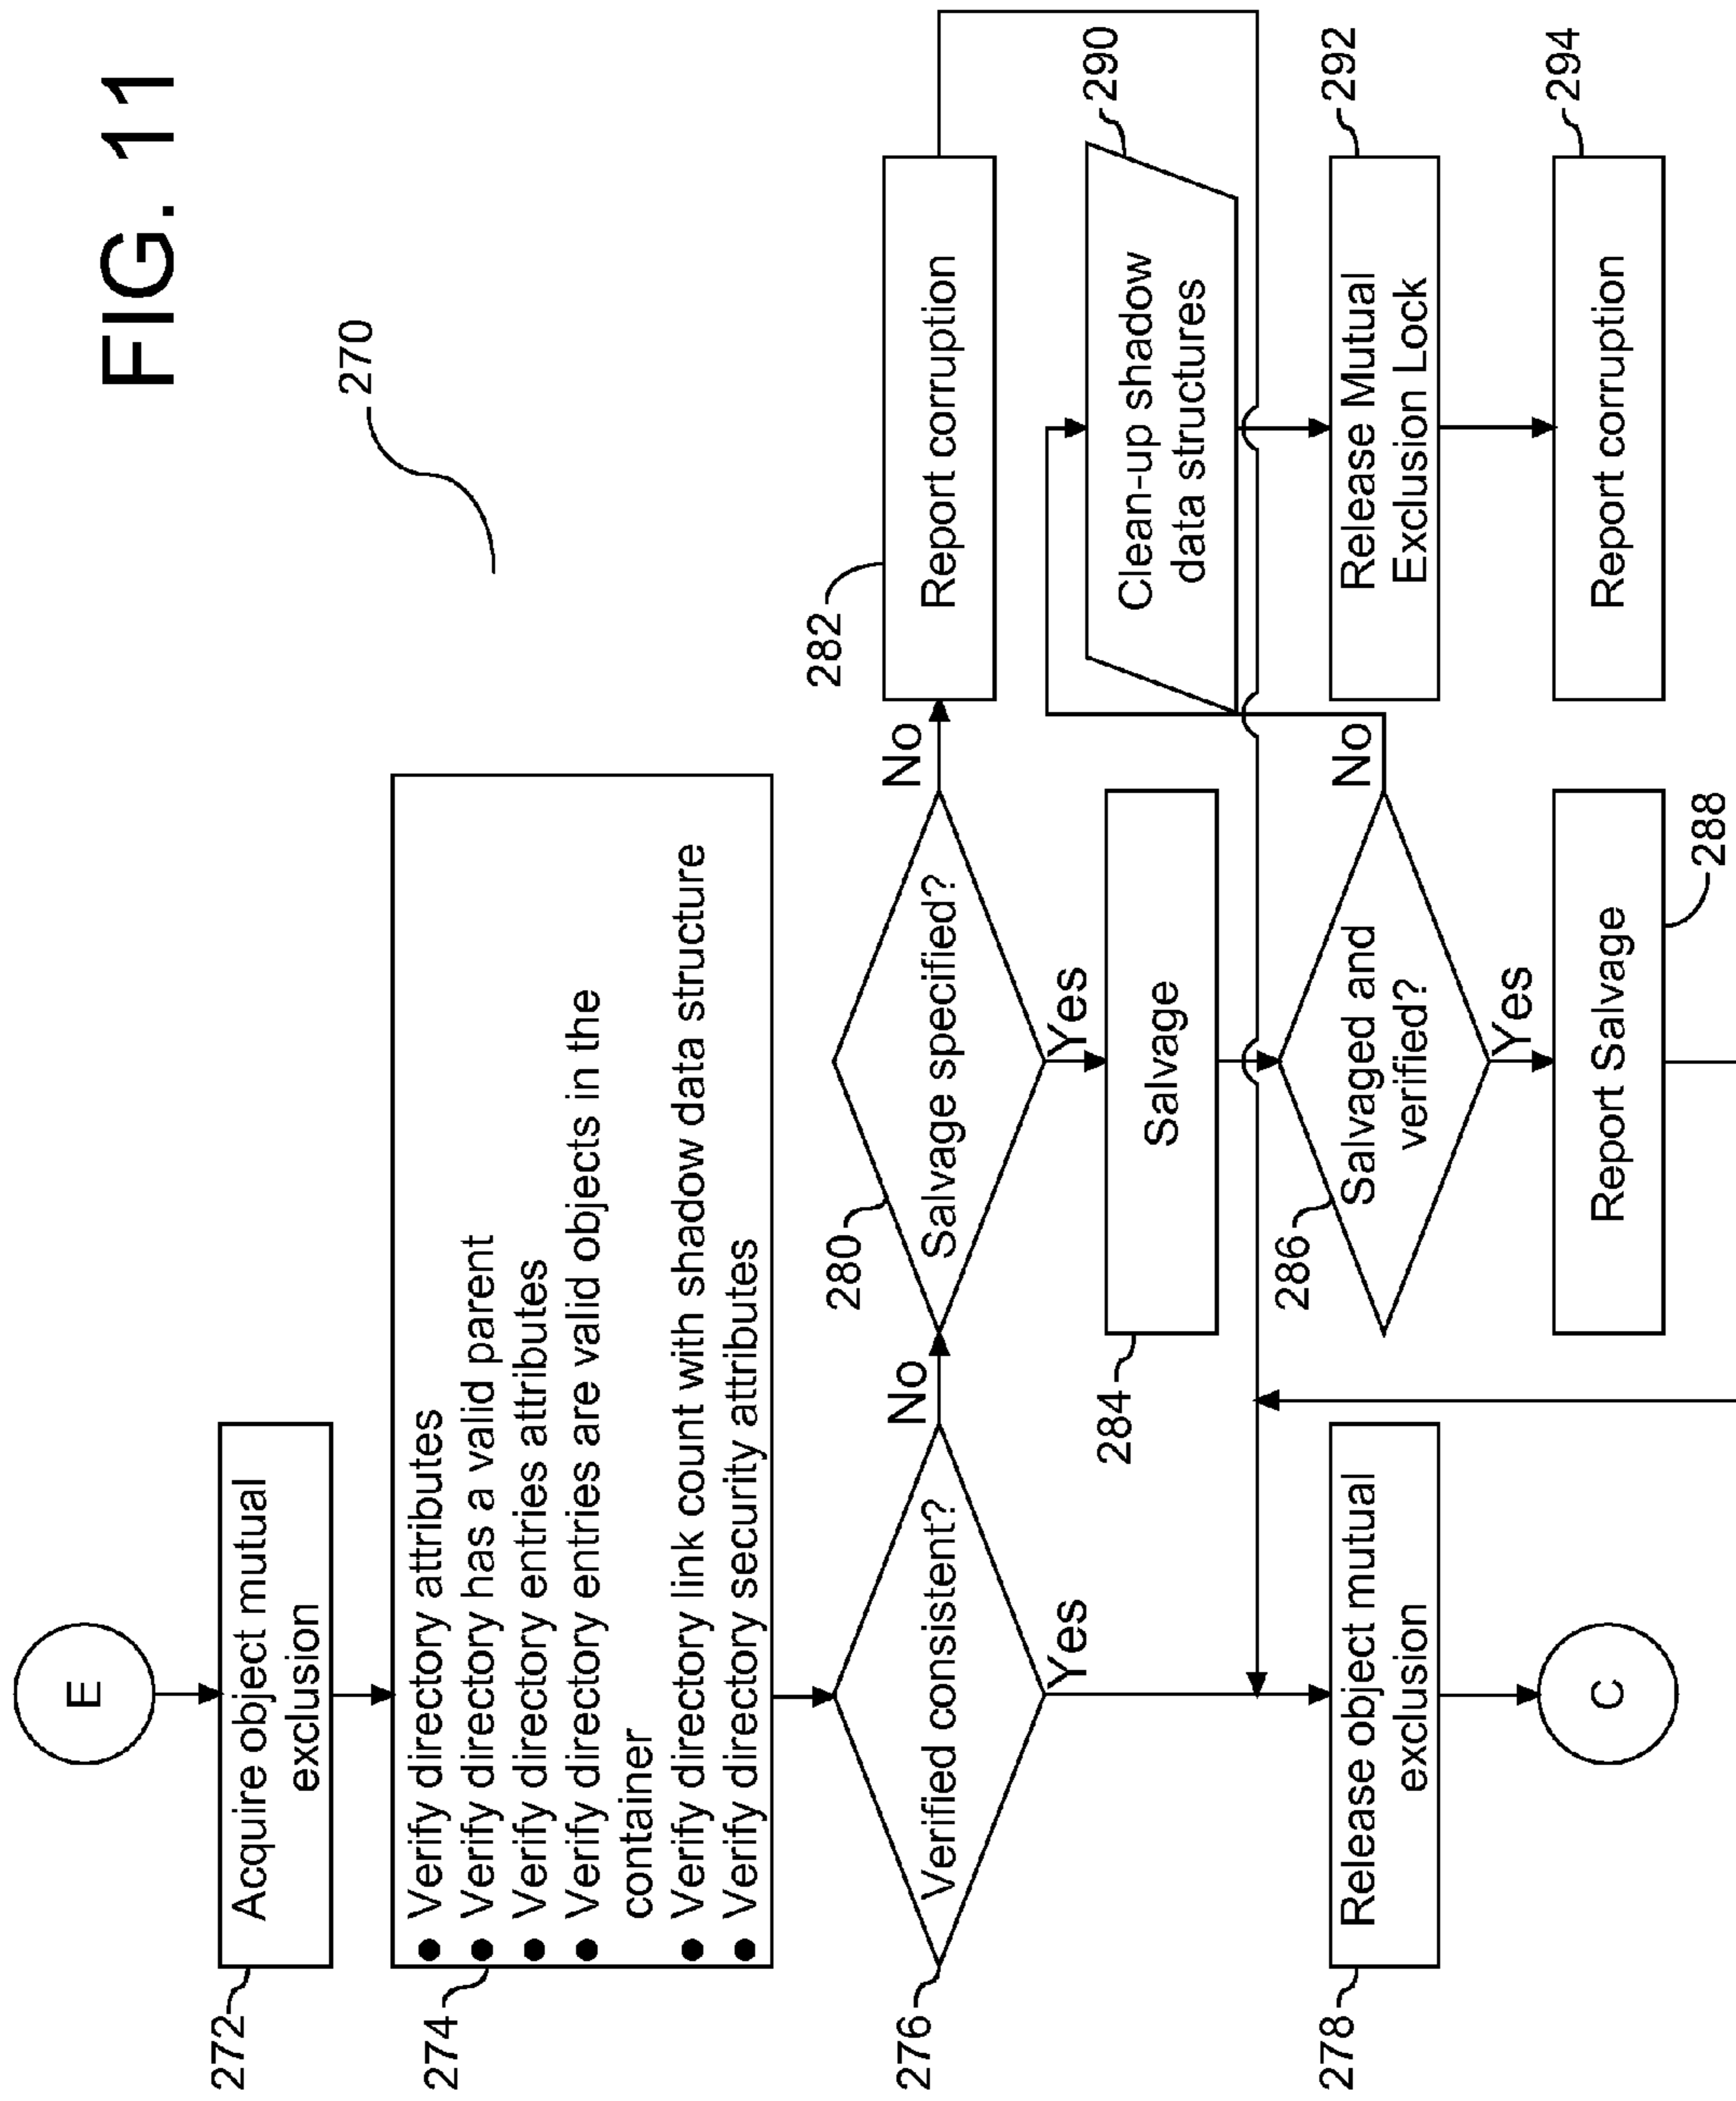 FIG. 11
270
E
272
Acquire object mutual
exclusion
274
● Verify directory attributes
● Verify directory has a valid parent
● Verify directory entries attributes
● Verify directory entries are valid objects in the
container
● Verify directory link count with shadow data structure
● Verify directory security attributes
276
Verified consistent?
No
Yes
280
Salvage specified?
No
Yes
282
Report corruption
284
Salvage
290
Clean-up shadow
data structures
286
Salvaged and
verified?
No
Yes
278
Release object mutual
exclusion
292
Release Mutual
Exclusion Lock
C
Report Salvage
288
294
Report corruption